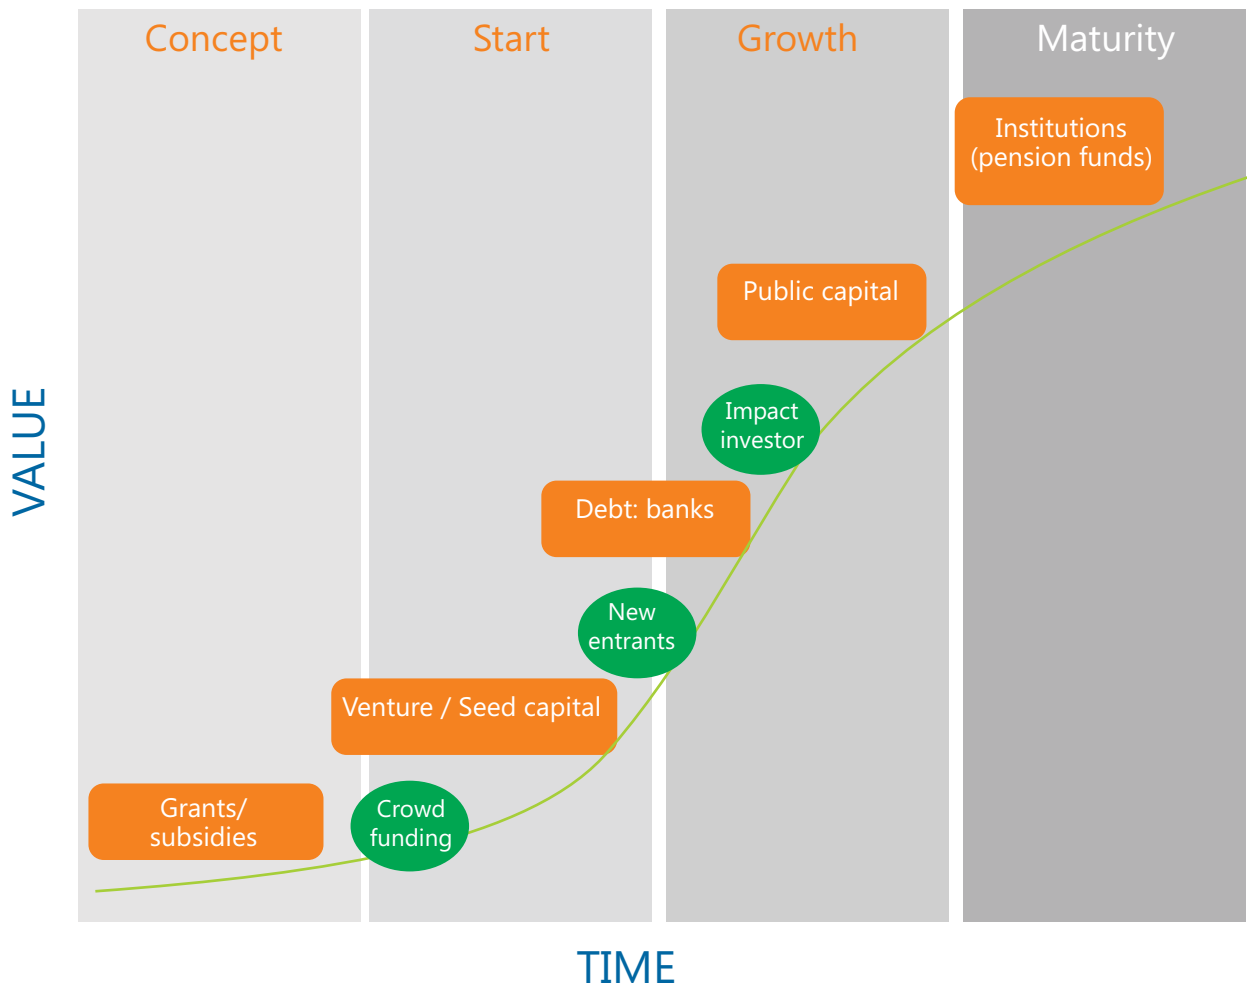 Concept
Start
Growth
Maturity
Institutions
(pension funds)
Public capital
Impact
investor
Debt: banks
New
entrants
Venture / Seed capital
Grants/
subsidies
Crowd
funding
VALUE
TIME